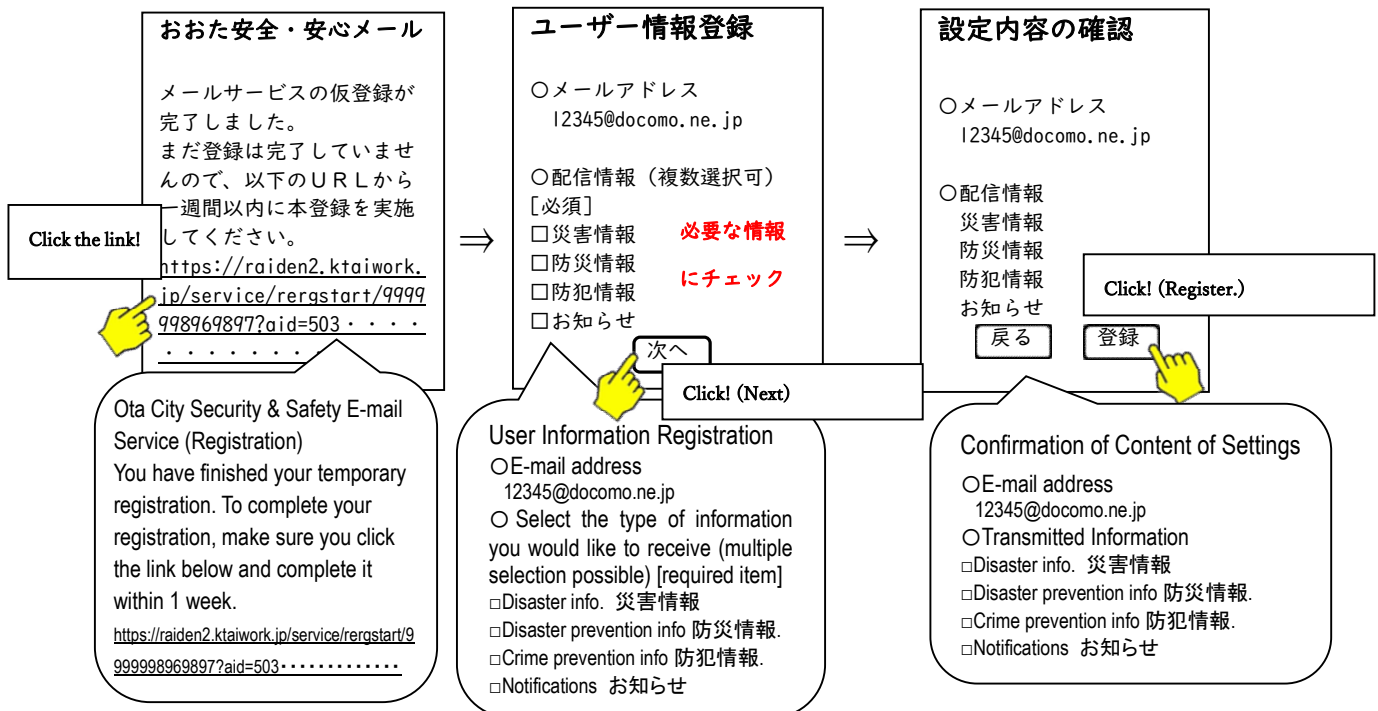 おおた安全・安心メール
メールサービスの仮登録が
完了しました。
まだ登録は完了していませ
んので、以下のURLから
一週間以内に本登録を実施
してください。
https://raiden2.ktaiwork.
jp/service/rergstart/9999
998969897?aid=503・・・・
・・・・・・・・
Click the link!
Ota City Security & Safety E-mail
Service (Registration)
You have finished your temporary
registration. To complete your
registration, make sure you click
the link below and complete it
within 1 week.
https://raiden2.ktaiwork.jp/service/rergstart/9
999998969897?aid=503・・・・・・・・・・・・・
⇒
ユーザー情報登録
〇メールアドレス
12345@docomo.ne.jp
〇配信情報（複数選択可）
[必須]
□災害情報
□防災情報
□防犯情報
□お知らせ
必要な情報
にチェック
次へ
Click! (Next)
User Information Registration
〇E-mail address
12345@docomo.ne.jp
〇 Select the type of information
you would like to receive (multiple
selection possible) [required item]
□Disaster info. 災害情報
□Disaster prevention info 防災情報.
□Crime prevention info 防犯情報.
□Notifications お知らせ
⇒
設定内容の確認
〇メールアドレス
12345@docomo.ne.jp
〇配信情報
災害情報
防災情報
防犯情報
お知らせ
戻る 登録
Click! (Register.)
Confirmation of Content of Settings
〇E-mail address
12345@docomo.ne.jp
〇Transmitted Information
□Disaster info. 災害情報
□Disaster prevention info 防災情報.
□Crime prevention info 防犯情報.
□Notifications お知らせ